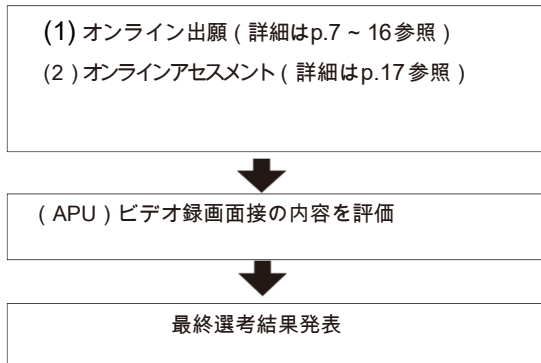 (1) オンライン出願（詳細はp.7 ~ 16参照）
(2）オンラインアセスメント（詳細はp.17参照）
（APU）ビデオ録画面接の内容を評価
最終選考結果発表